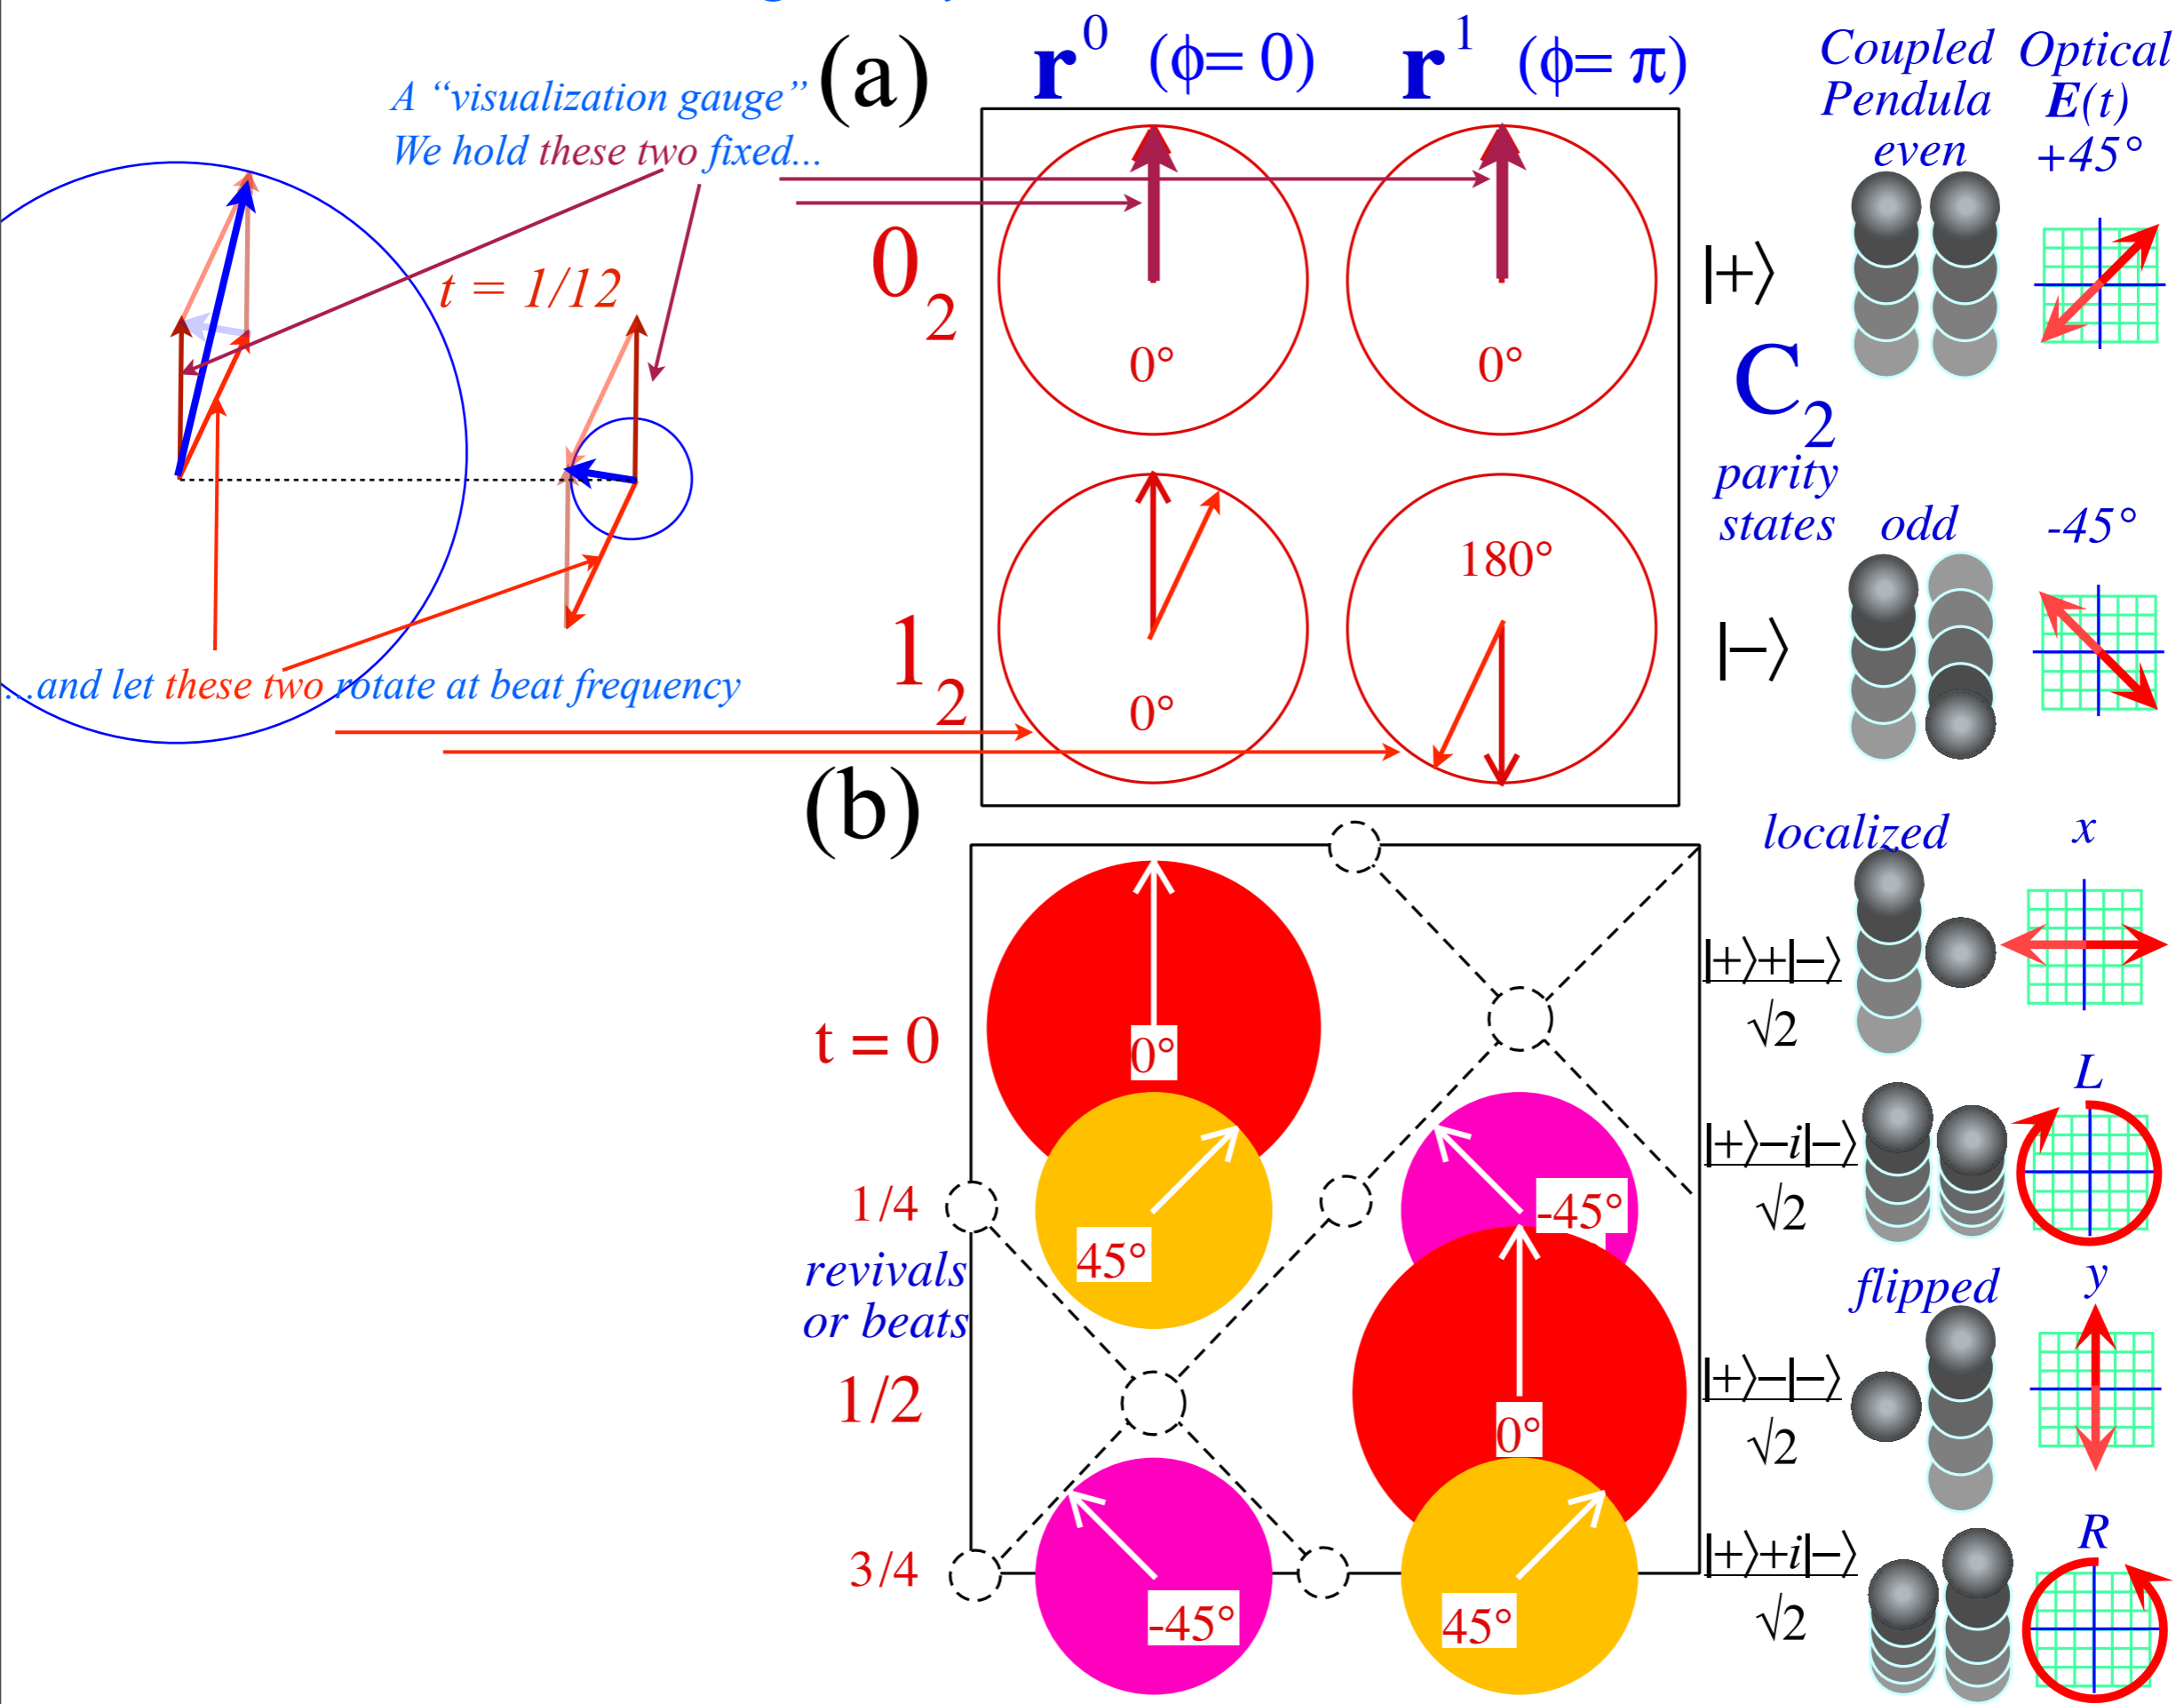 (a)
r⁰ (ϕ= 0)
r¹ (ϕ= π)
Coupled
Pendula
even
Optical
E(t)
+45°
A “visualization gauge”
We hold these two fixed...
t = 1/12
0₂
0°
0°
|+⟩
C₂
parity
states
odd
-45°
1₂
0°
180°
|−⟩
...and let these two rotate at beat frequency
(b)
localized
x
t = 0
0°
|+⟩+|−⟩
√2
L
1/4
45°
-45°
|+⟩−i|−⟩
√2
revivals
or beats
flipped
y
1/2
0°
|+⟩−|−⟩
√2
R
3/4
-45°
45°
|+⟩+i|−⟩
√2